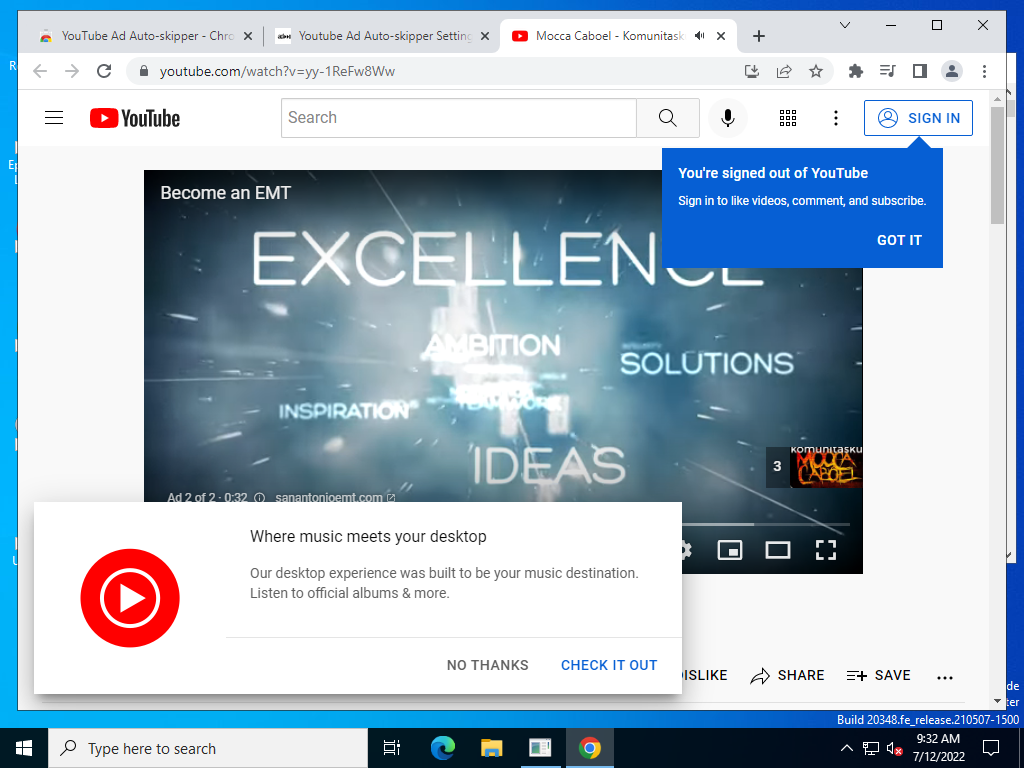 YouTube Ad Auto-skipper - Chro
Youtube Ad Auto-skipper Setting
Mocca Caboel - Komunitask
youtube.com/watch?v=yy-1ReFw8Ww
YouTube
Search
SIGN IN
You're signed out of YouTube
Sign in to like videos, comment, and subscribe.
GOT IT
Become an EMT
EXCELLENCE
AMBITION
SOLUTIONS
INSPIRATION
TEAMWORK
IDEAS
3
komunitasku
MOCCA
CABOEL
Ad 2 of 2 · 0:32
sanantonioemt.com
Where music meets your desktop
Our desktop experience was built to be your music destination.
Listen to official albums & more.
NO THANKS
CHECK IT OUT
DISLIKE
SHARE
SAVE
Build 20348.fe_release.210507-1500
Type here to search
9:32 AM
7/12/2022